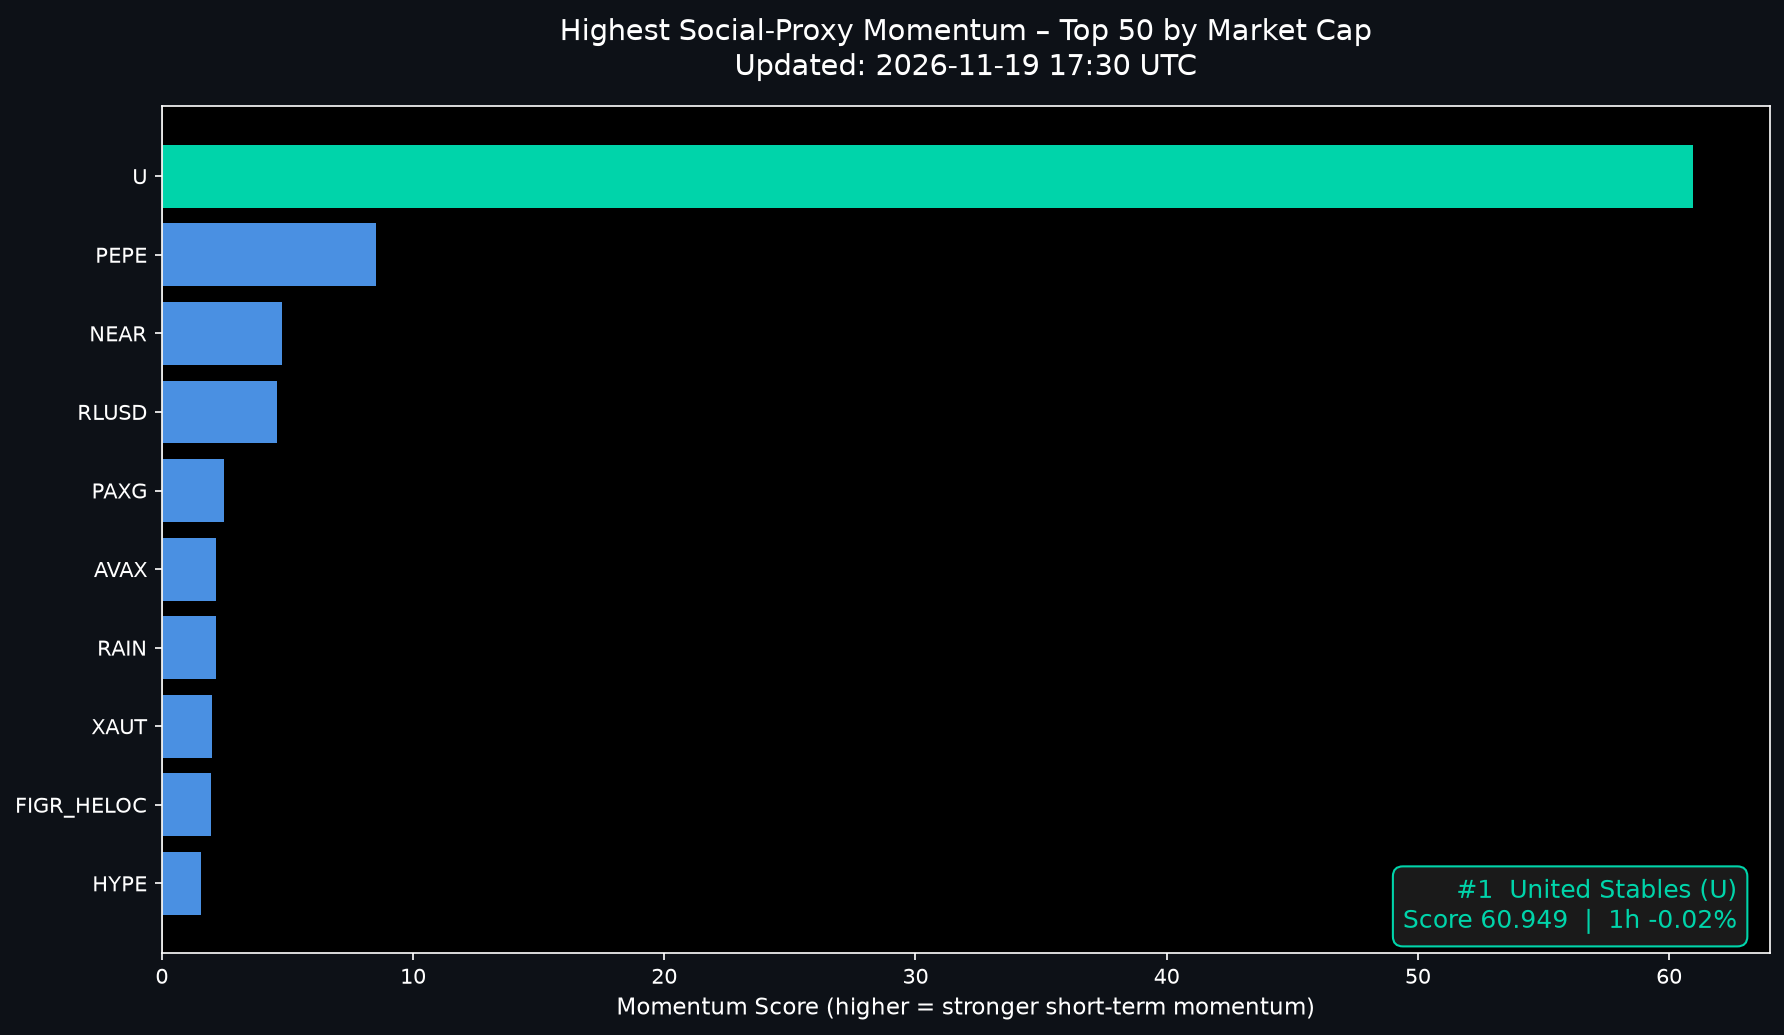 Highest Social-Proxy Momentum – Top 50 by Market Cap
Updated: 2026-11-19 17:30 UTC
U
PEPE
NEAR
RLUSD
PAXG
AVAX
RAIN
XAUT
FIGR_HELOC
HYPE
#1  United Stables (U)
Score 60.949  |  1h -0.02%
0 10 20 30 40 50 60
Momentum Score (higher = stronger short-term momentum)